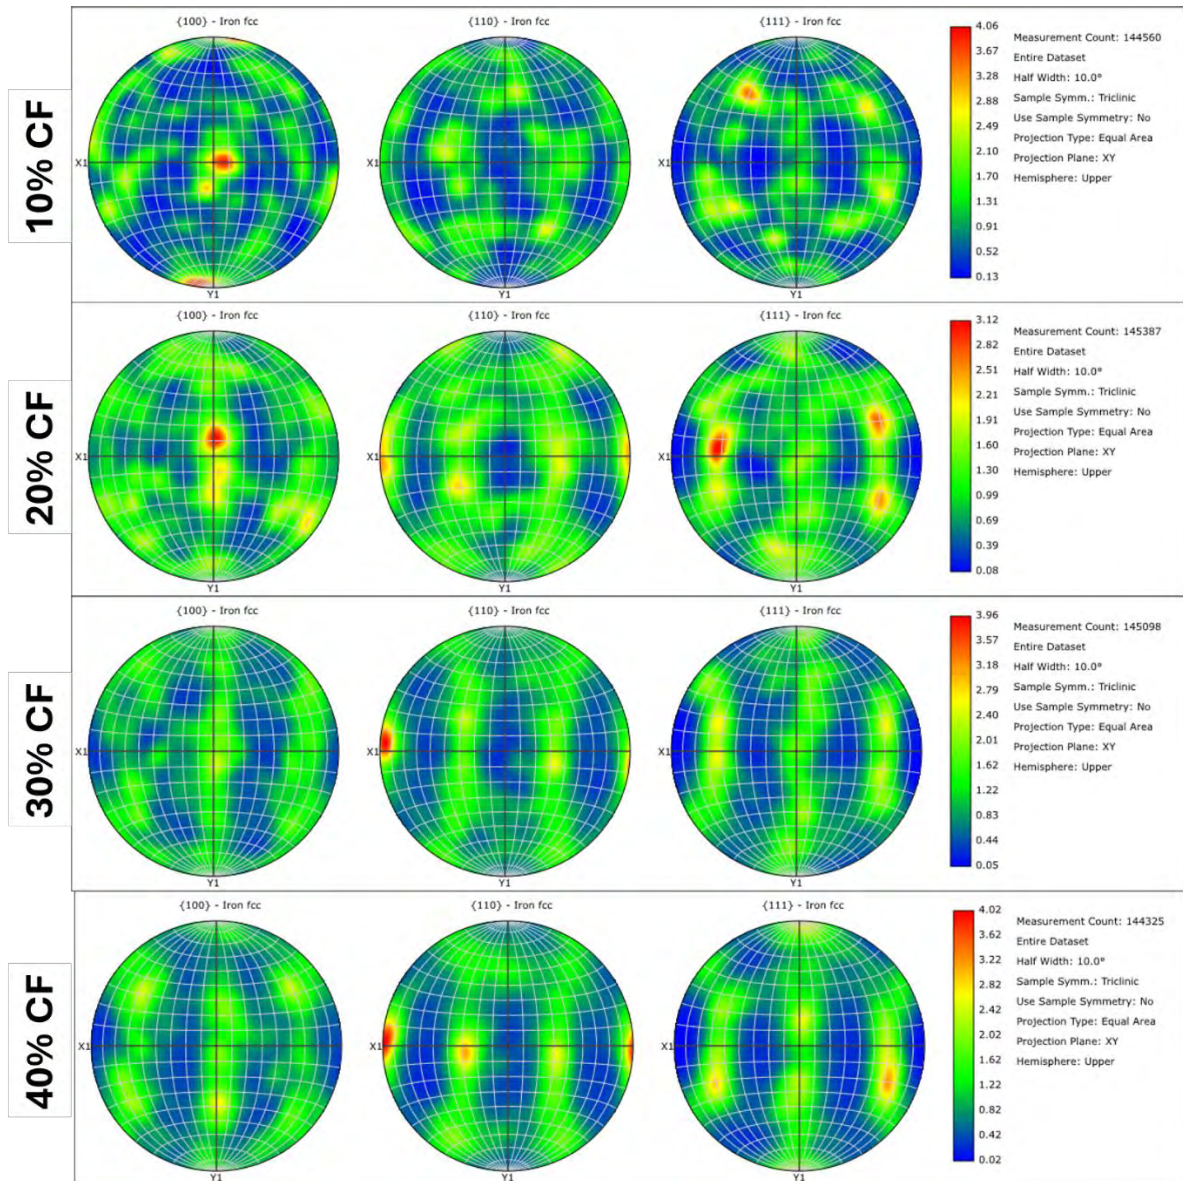 10% CF
{100} - Iron fcc
{110} - Iron fcc
{111} - Iron fcc
X1
X1
X1
Y1
Y1
Y1
4.06
3.67
3.28
2.88
2.49
2.10
1.70
1.31
0.91
0.52
0.13
Measurement Count: 144560
Entire Dataset
Half Width: 10.0°
Sample Symm.: Triclinic
Use Sample Symmetry: No
Projection Type: Equal Area
Projection Plane: XY
Hemisphere: Upper
20% CF
{100} - Iron fcc
{110} - Iron fcc
{111} - Iron fcc
X1
X1
X1
Y1
Y1
Y1
3.12
2.82
2.51
2.21
1.91
1.60
1.30
0.99
0.69
0.39
0.08
Measurement Count: 145387
Entire Dataset
Half Width: 10.0°
Sample Symm.: Triclinic
Use Sample Symmetry: No
Projection Type: Equal Area
Projection Plane: XY
Hemisphere: Upper
30% CF
{100} - Iron fcc
{110} - Iron fcc
{111} - Iron fcc
X1
X1
X1
Y1
Y1
Y1
3.96
3.57
3.18
2.79
2.40
2.01
1.62
1.22
0.83
0.44
0.05
Measurement Count: 145098
Entire Dataset
Half Width: 10.0°
Sample Symm.: Triclinic
Use Sample Symmetry: No
Projection Type: Equal Area
Projection Plane: XY
Hemisphere: Upper
40% CF
{100} - Iron fcc
{110} - Iron fcc
{111} - Iron fcc
X1
X1
X1
Y1
Y1
Y1
4.02
3.62
3.22
2.82
2.42
2.02
1.62
1.22
0.82
0.42
0.02
Measurement Count: 144325
Entire Dataset
Half Width: 10.0°
Sample Symm.: Triclinic
Use Sample Symmetry: No
Projection Type: Equal Area
Projection Plane: XY
Hemisphere: Upper